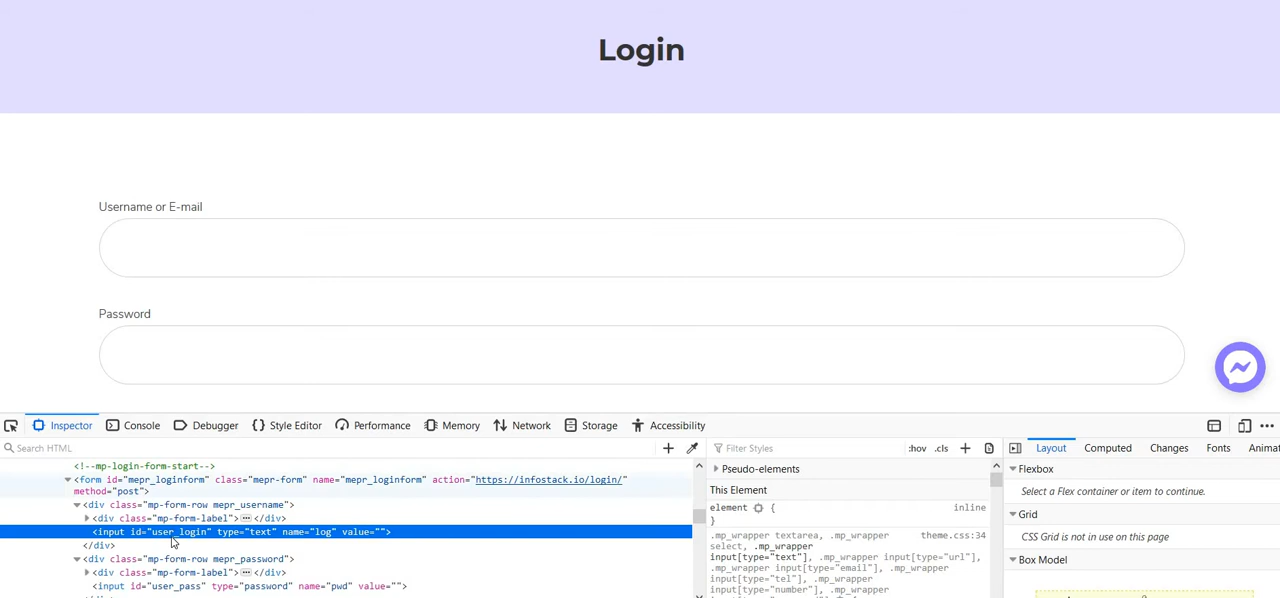 Login
Username or E-mail
Password
Inspector Console Debugger Style Editor Performance Memory Network Storage Accessibility
Search HTML
<!--mp-login-form-start-->
<form id="mepr_loginform" class="mepr-form" name="mepr_loginform" action="https://infostack.io/login/"
method="post">
<div class="mp-form-row mepr_username">
<div class="mp-form-label"> </div>
<input id="user_login" type="text" name="log" value="">
</div>
<div class="mp-form-row mepr_password">
<div class="mp-form-label"> </div>
<input id="user_pass" type="password" name="pwd" value="">
Filter Styles :hov .cls
Pseudo-elements
This Element
element { inline
}
.mp_wrapper textarea, .mp_wrapper theme.css:34
select, .mp_wrapper
input[type="text"], .mp_wrapper input[type="url"],
.mp_wrapper input[type="email"], .mp_wrapper
input[type="tel"], .mp_wrapper
input[type="number"], .mp_wrapper
Layout Computed Changes Fonts Animat
Flexbox
Select a Flex container or item to continue.
Grid
CSS Grid is not in use on this page
Box Model